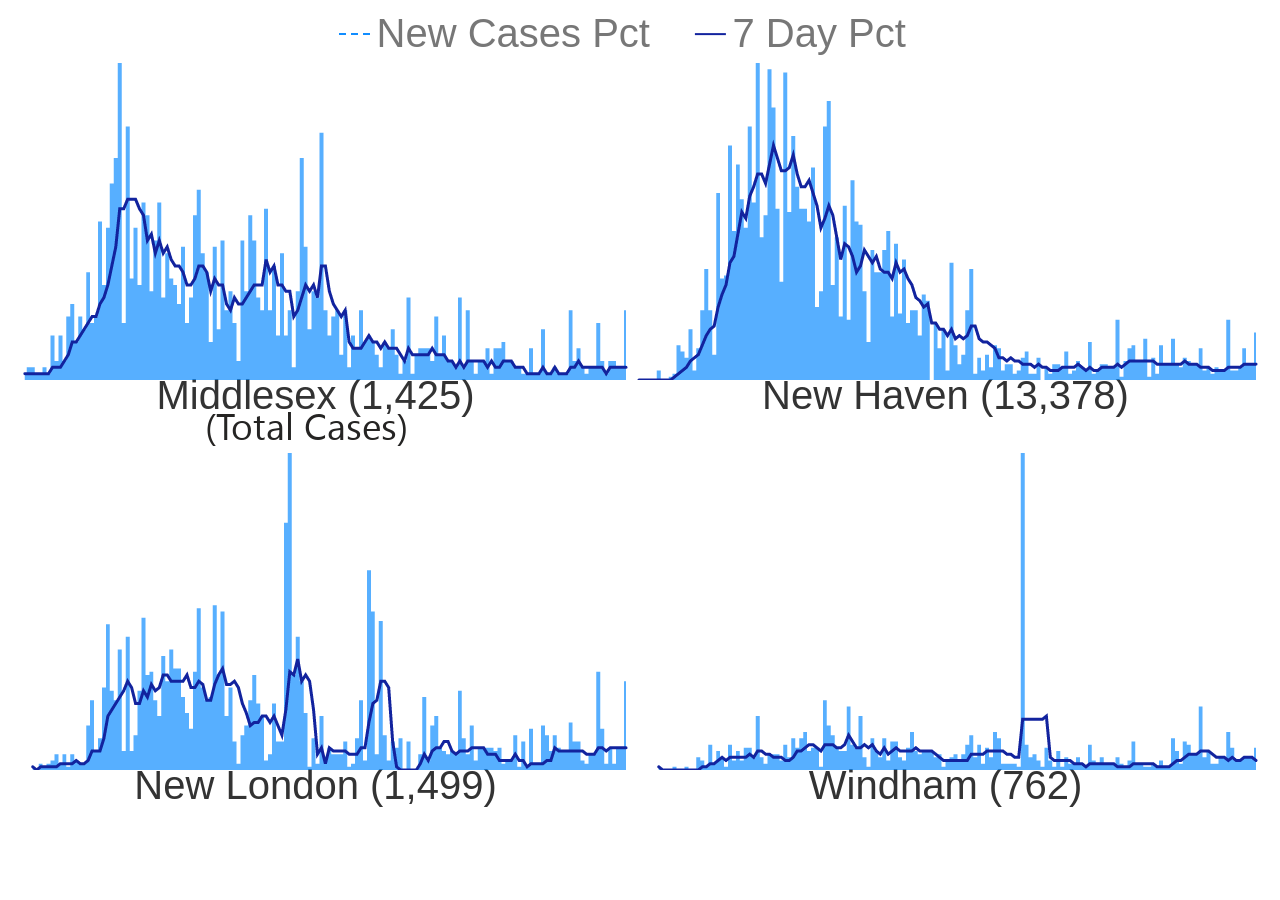 New Cases Pct 7 Day Pct
Middlesex (1,425) New Haven (13,378)
(Total Cases)
New London (1,499) Windham (762)